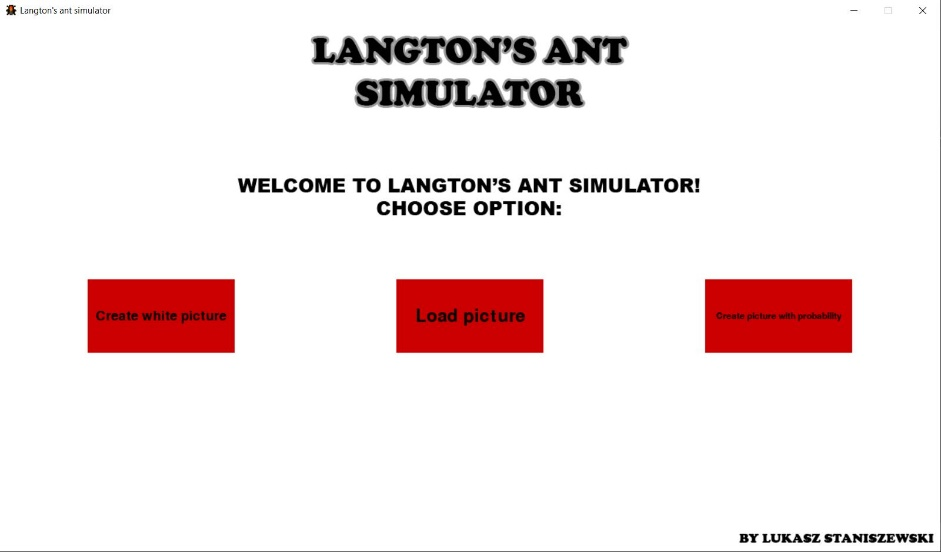 Langton's ant simulator
LANGTON'S ANT
SIMULATOR
WELCOME TO LANGTON'S ANT SIMULATOR!
CHOOSE OPTION:
Create white picture
Load picture
Create picture with probability
BY LUKASZ STANISZEWSKI